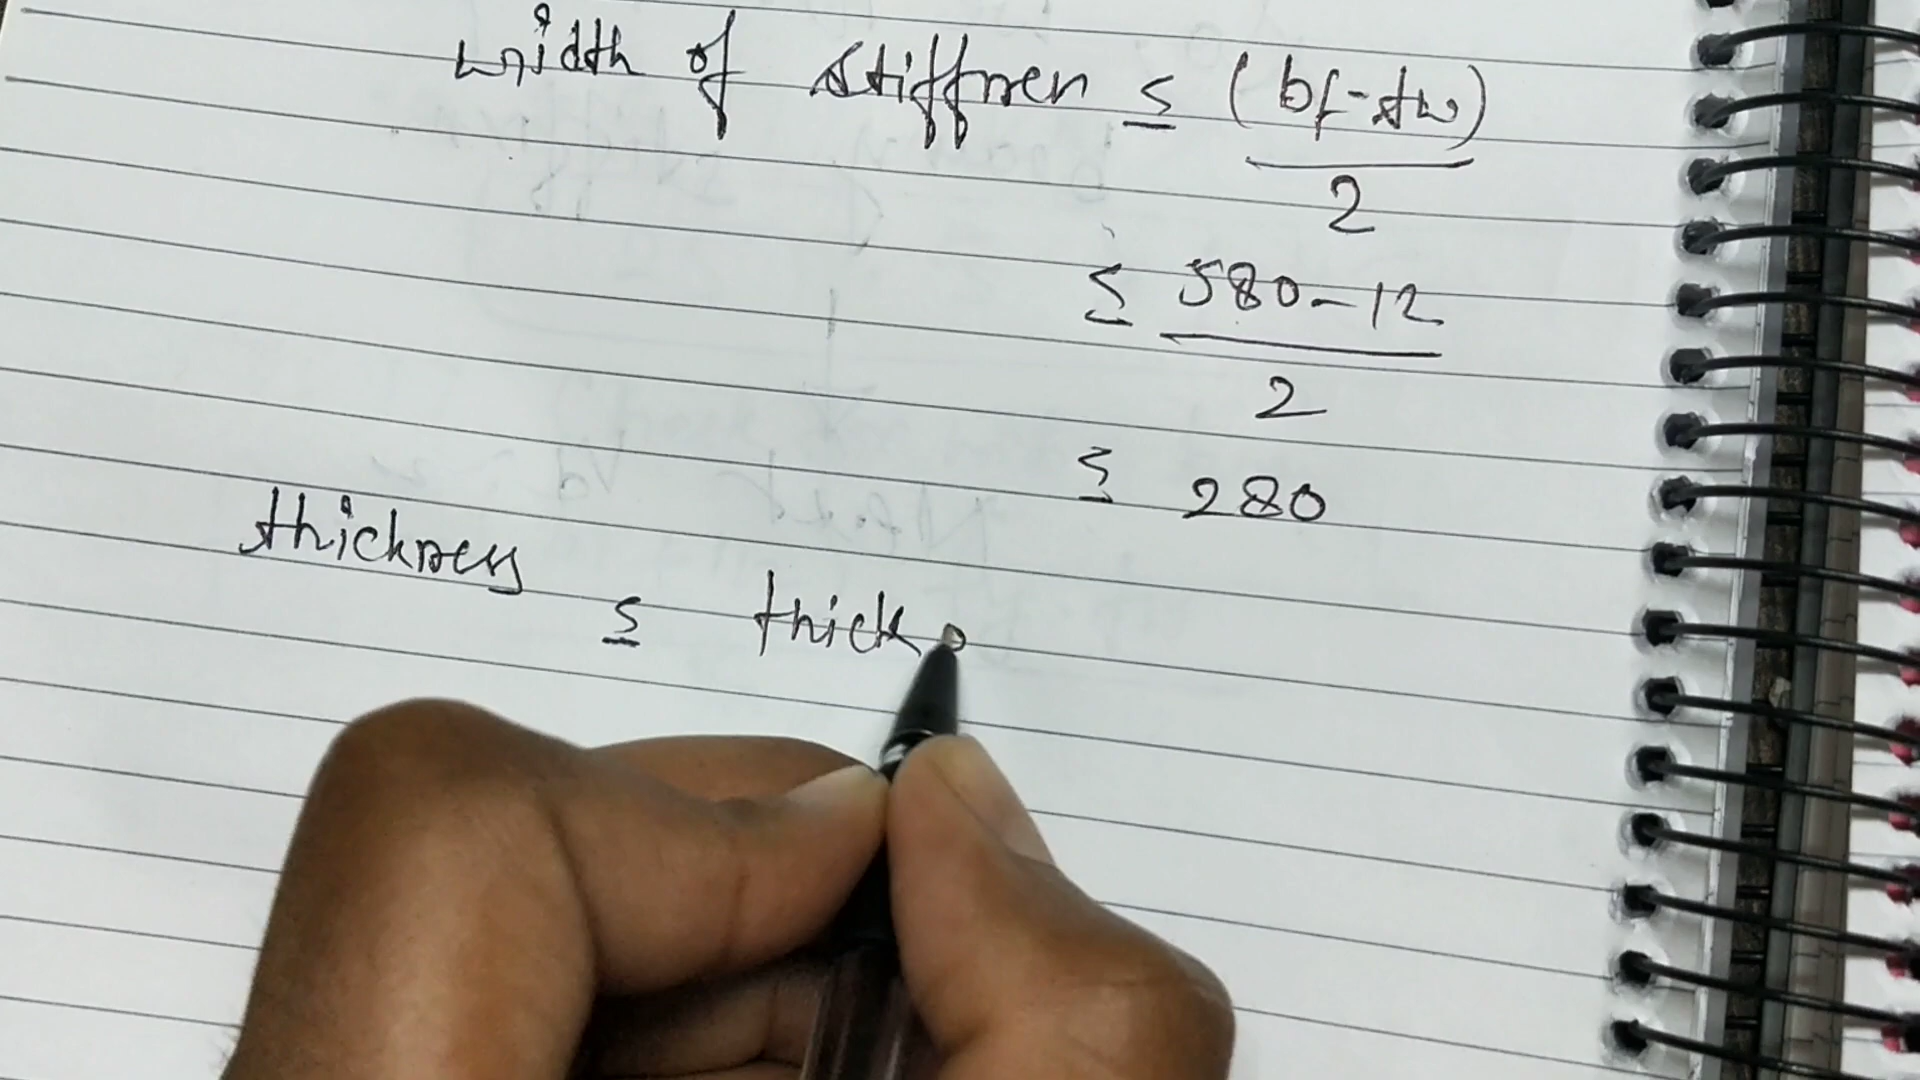 width of stiffner ≤ (bf-tw)
2
≤ 580-12
2
≤ 280
thickness
≤ thick